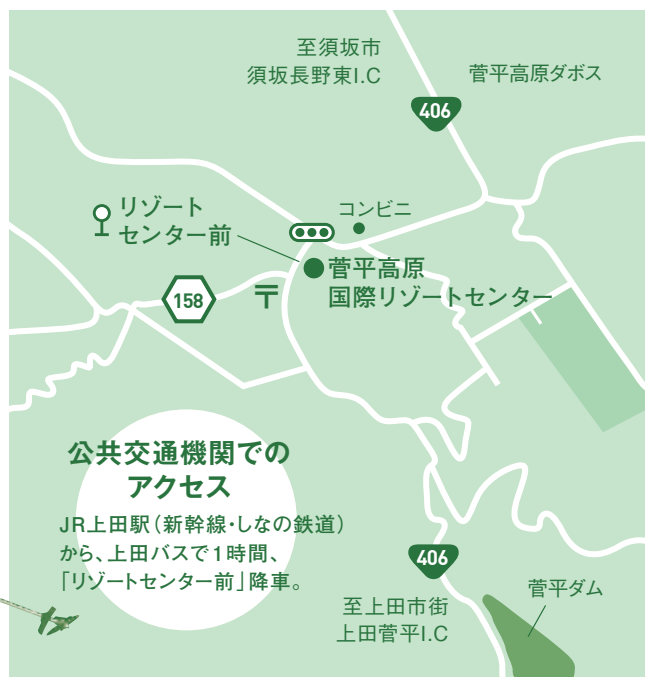 至須坂市
須坂長野東I.C
菅平高原ダボス
406
リゾート
センター前
コンビニ
菅平高原
国際リゾートセンター
158
〒
公共交通機関での
アクセス
JR上田駅（新幹線・しなの鉄道）
から、上田バスで1時間、
「リゾートセンター前」降車。
406
至上田市街
上田菅平I.C
菅平ダム